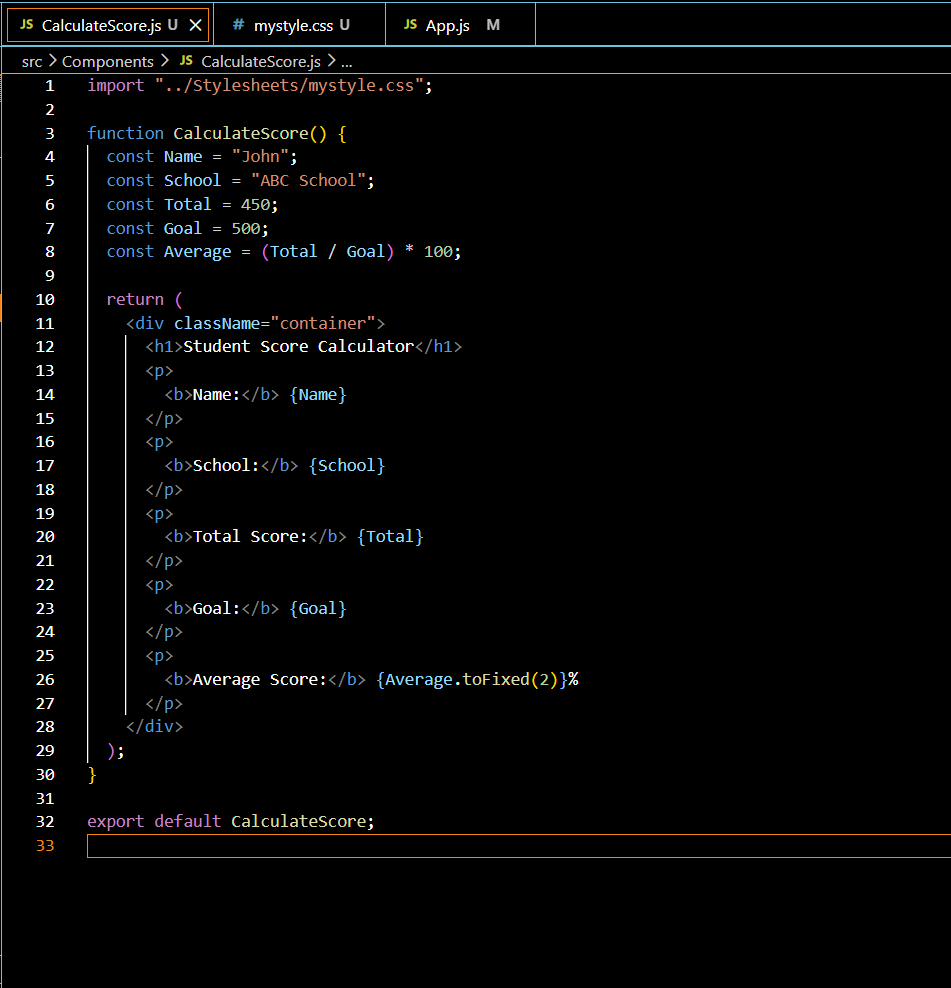 JS CalculateScore.js U × # mystyle.css U JS App.js M
src > Components > JS CalculateScore.js > ...
1 import "../Stylesheets/mystyle.css";
2
3 function CalculateScore() {
4   const Name = "John";
5   const School = "ABC School";
6   const Total = 450;
7   const Goal = 500;
8   const Average = (Total / Goal) * 100;
9
10   return (
11     <div className="container">
12       <h1>Student Score Calculator</h1>
13       <p>
14         <b>Name:</b> {Name}
15       </p>
16       <p>
17         <b>School:</b> {School}
18       </p>
19       <p>
20         <b>Total Score:</b> {Total}
21       </p>
22       <p>
23         <b>Goal:</b> {Goal}
24       </p>
25       <p>
26         <b>Average Score:</b> {Average.toFixed(2)}%
27       </p>
28     </div>
29   );
30 }
31
32 export default CalculateScore;
33